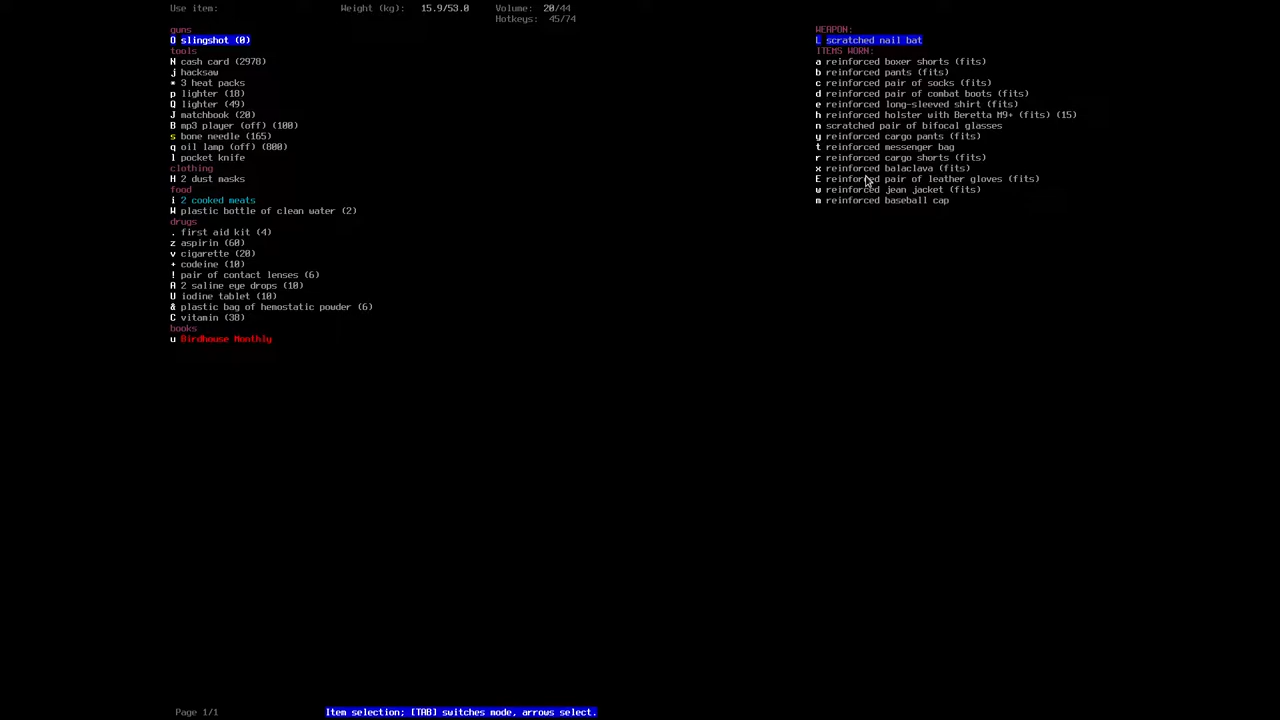 Use item: Weight (kg): 15.9/53.0 Volume: 20/44
Hotkeys: 45/74
guns
O slingshot (0)
tools
N cash card (2978)
j hacksaw
* 3 heat packs
p lighter (18)
Q lighter (49)
J matchbook (20)
B mp3 player (off) (100)
s bone needle (165)
q oil lamp (off) (800)
l pocket knife
clothing
H 2 dust masks
food
i 2 cooked meats
W plastic bottle of clean water (2)
drugs
. first aid kit (4)
z aspirin (60)
v cigarette (20)
+ codeine (10)
! pair of contact lenses (6)
A 2 saline eye drops (10)
U iodine tablet (10)
& plastic bag of hemostatic powder (6)
C vitamin (38)
books
u Birdhouse Monthly
WEAPON:
L scratched nail bat
ITEMS WORN:
a reinforced boxer shorts (fits)
b reinforced pants (fits)
c reinforced pair of socks (fits)
d reinforced pair of combat boots (fits)
e reinforced long-sleeved shirt (fits)
h reinforced holster with Beretta M9+ (fits) (15)
n scratched pair of bifocal glasses
y reinforced cargo pants (fits)
t reinforced messenger bag
r reinforced cargo shorts (fits)
x reinforced balaclava (fits)
E reinforced pair of leather gloves (fits)
w reinforced jean jacket (fits)
m reinforced baseball cap
Page 1/1 Item selection; [TAB] switches mode, arrows select.